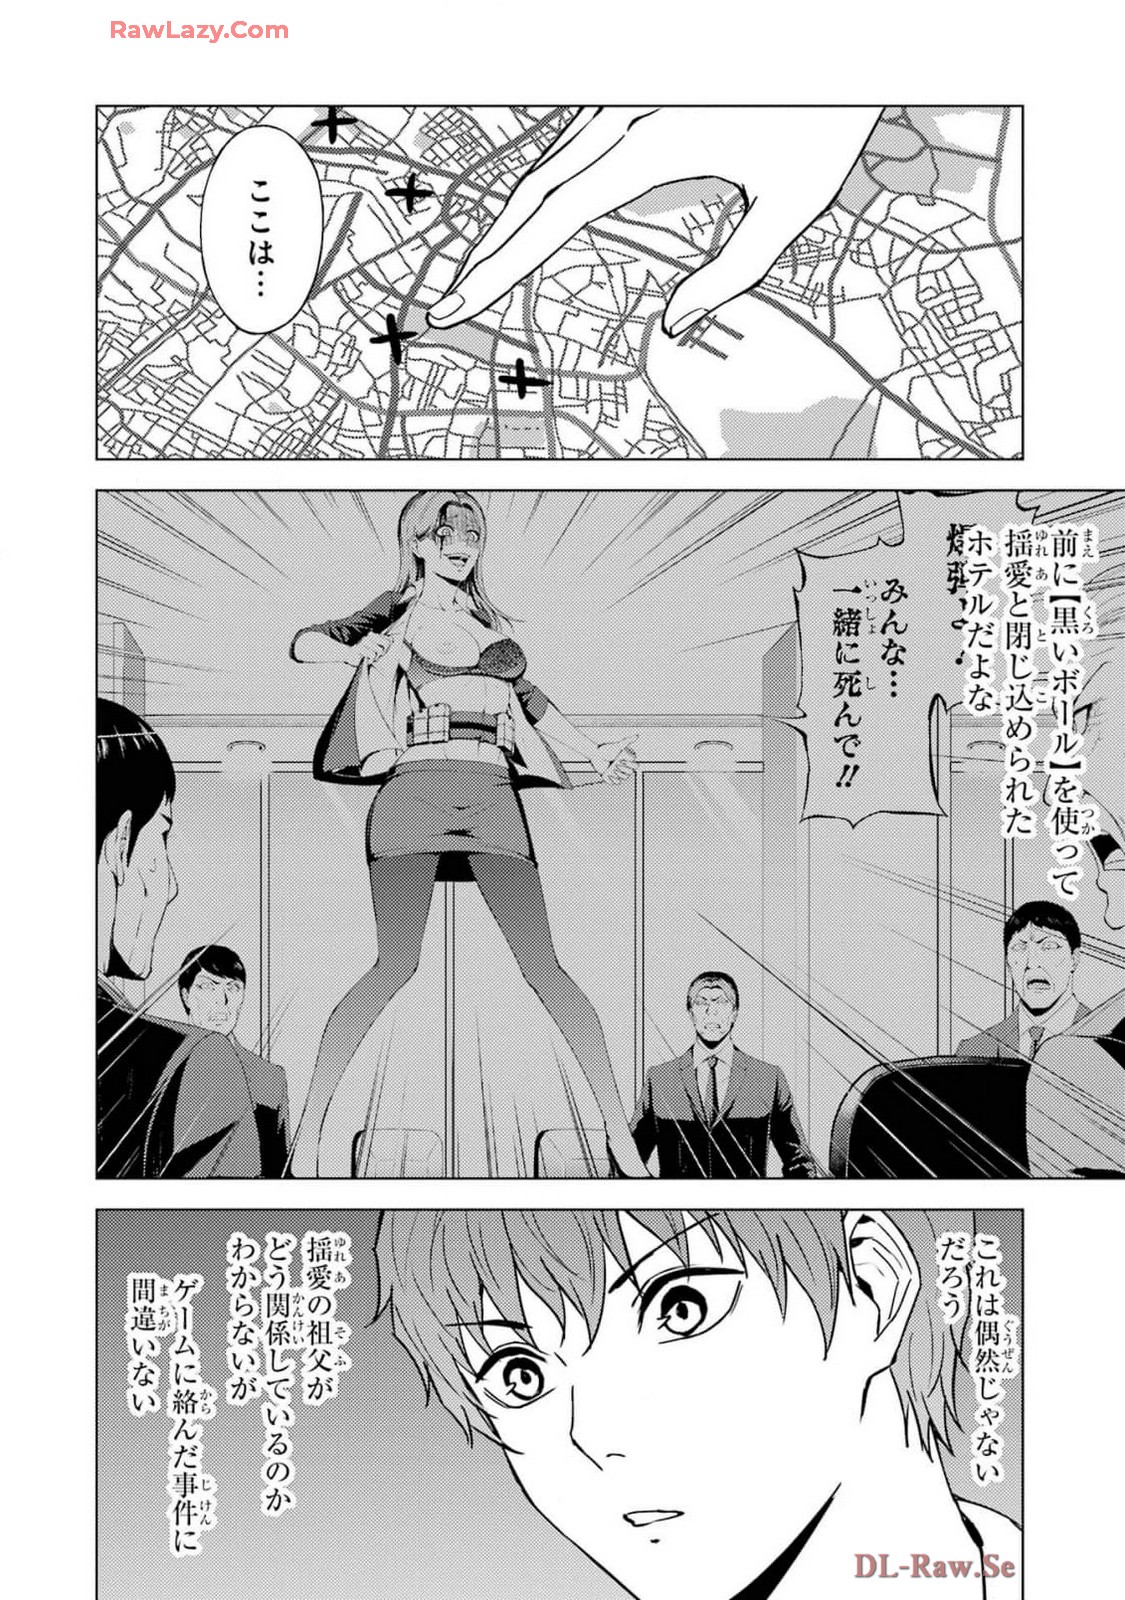 RawLazy.Com
ここは…
前に【黒いボール】を使って
揺愛と閉じ込められた
ホテルだよな
みんな…
一緒に死んで!!
これは偶然じゃない
だろう
揺愛の祖父が
どう関係しているのか
わからないが
ゲームに絡んだ事件に
間違いない
DL-Raw.Se